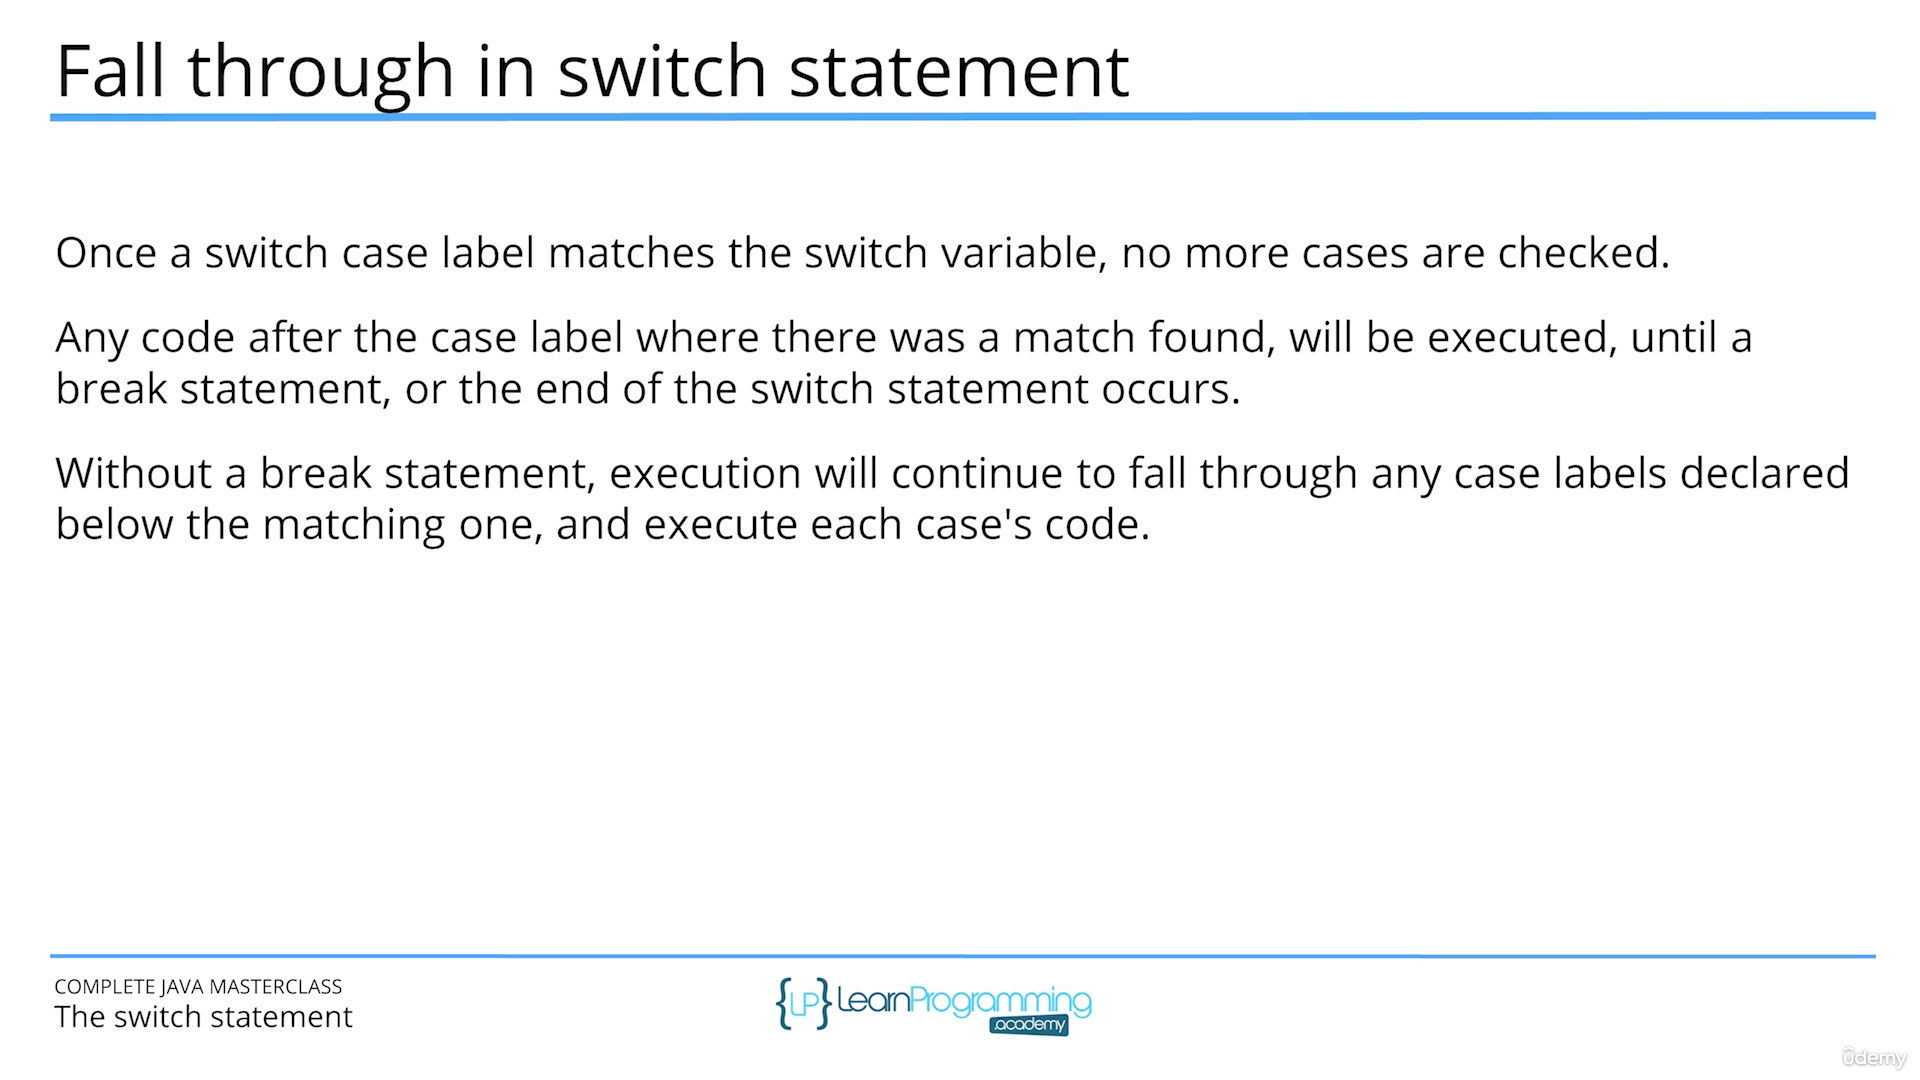 Fall through in switch statement
Once a switch case label matches the switch variable, no more cases are checked.
Any code after the case label where there was a match found, will be executed, until a
break statement, or the end of the switch statement occurs.
Without a break statement, execution will continue to fall through any case labels declared
below the matching one, and execute each case's code.
COMPLETE JAVA MASTERCLASS
The switch statement
{LP} LearnProgramming
.academy
ûdemy